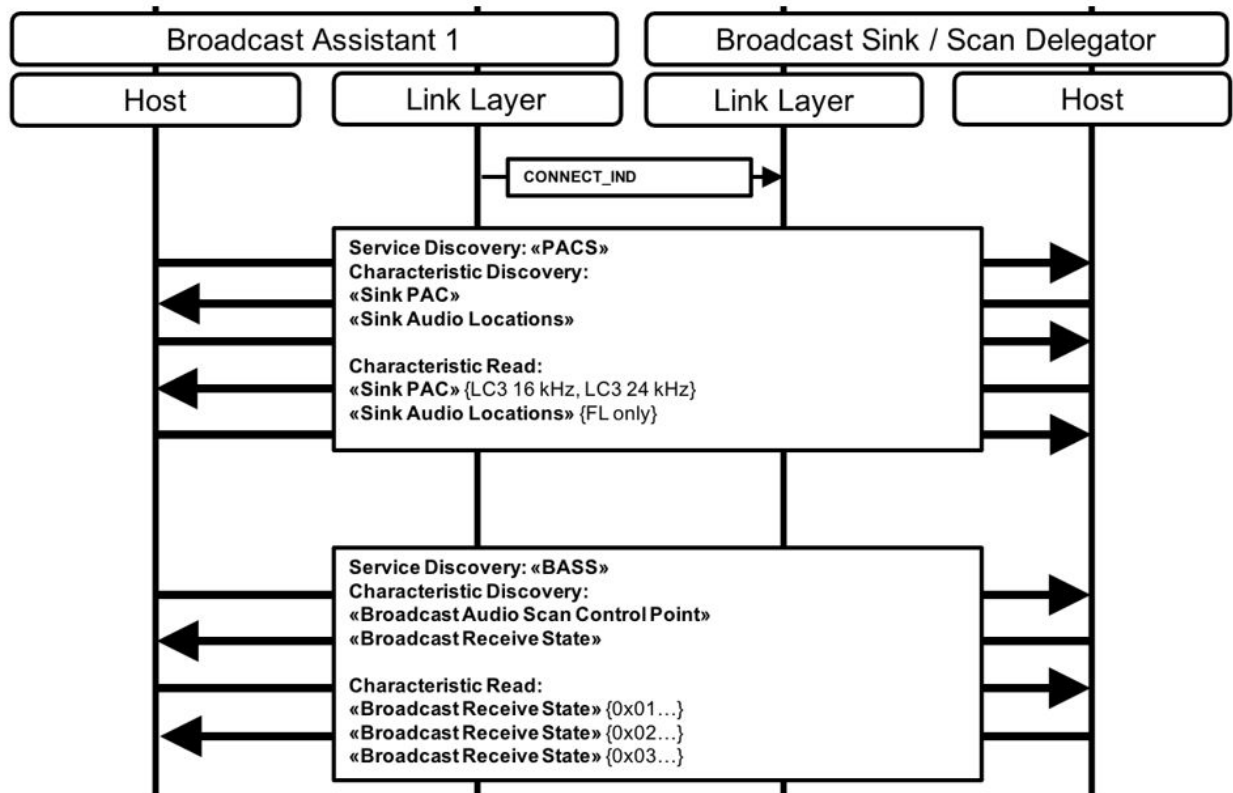 Broadcast Assistant 1
Broadcast Sink / Scan Delegator
Host
Link Layer
Link Layer
Host
CONNECT_IND
Service Discovery: «PACS»
Characteristic Discovery:
«Sink PAC»
«Sink Audio Locations»
Characteristic Read:
«Sink PAC» {LC3 16 kHz, LC3 24 kHz}
«Sink Audio Locations» {FL only}
Service Discovery: «BASS»
Characteristic Discovery:
«Broadcast Audio Scan Control Point»
«Broadcast Receive State»
Characteristic Read:
«Broadcast Receive State» {0x01…}
«Broadcast Receive State» {0x02…}
«Broadcast Receive State» {0x03…}